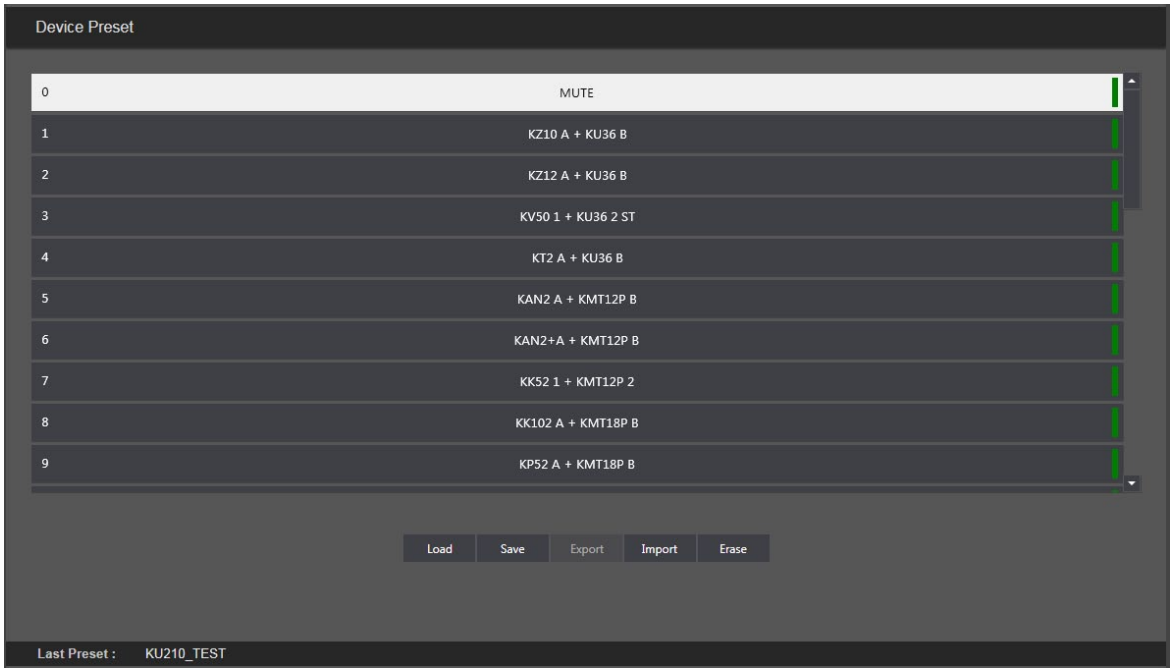 Device Preset
0 MUTE
1 KZ10 A + KU36 B
2 KZ12 A + KU36 B
3 KV50 1 + KU36 2 ST
4 KT2 A + KU36 B
5 KAN2 A + KMT12P B
6 KAN2+A + KMT12P B
7 KK52 1 + KMT12P 2
8 KK102 A + KMT18P B
9 KP52 A + KMT18P B
Load Save Export Import Erase
Last Preset : KU210_TEST